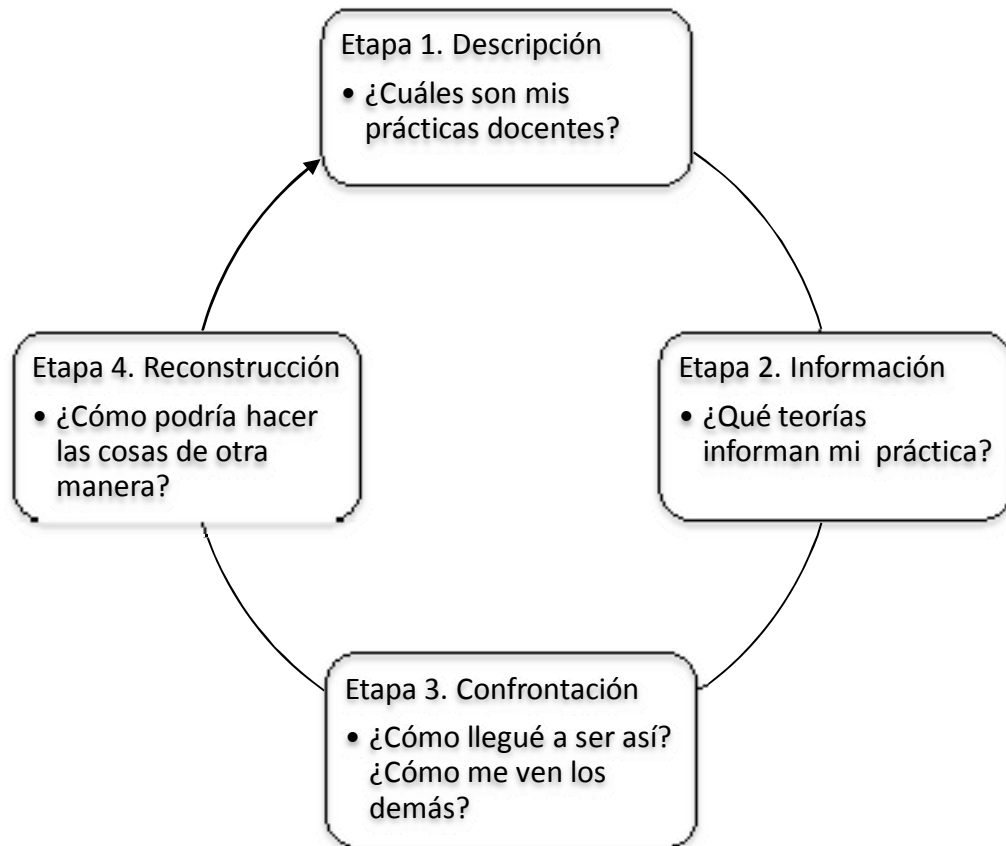 Etapa 1. Descripción
• ¿Cuáles son mis
prácticas docentes?
Etapa 2. Información
• ¿Qué teorías
informan mi práctica?
Etapa 3. Confrontación
• ¿Cómo llegué a ser así?
¿Cómo me ven los
demás?
Etapa 4. Reconstrucción
• ¿Cómo podría hacer
las cosas de otra
manera?